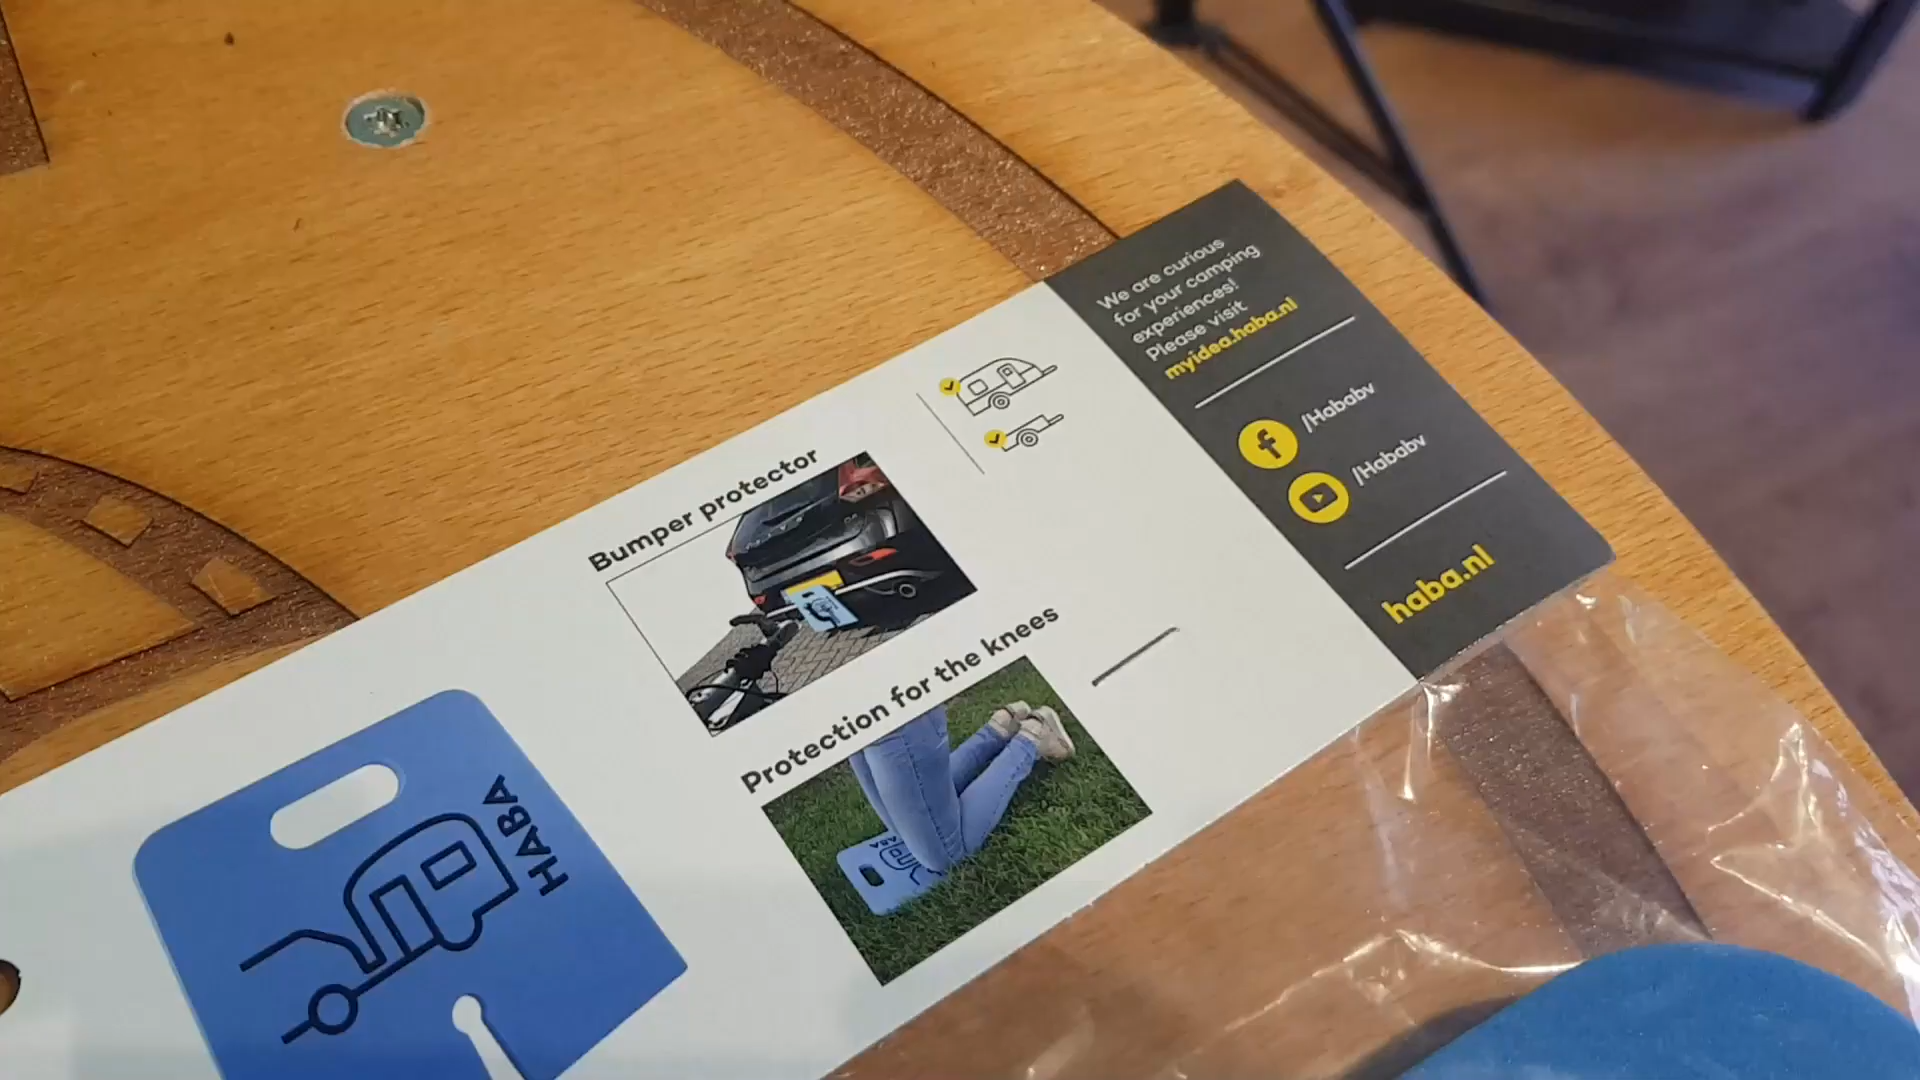 We are curious
for your camping
experiences!
Please visit
myidea.haba.nl
/Hababv
/Hababv
haba.nl
Bumper protector
Protection for the knees
HABA
HABA